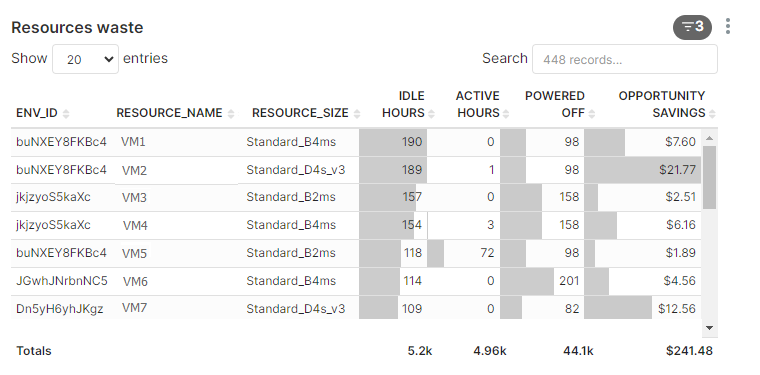 Resources waste 3
Show 20 entries Search 448 records...
ENV_ID RESOURCE_NAME RESOURCE_SIZE IDLE HOURS ACTIVE HOURS POWERED OFF OPPORTUNITY SAVINGS
buNXEY8FKBc4 VM1 Standard_B4ms 190 0 98 $7.60
buNXEY8FKBc4 VM2 Standard_D4s_v3 189 1 98 $21.77
jkjzyoS5kaXc VM3 Standard_B2ms 157 0 158 $2.51
jkjzyoS5kaXc VM4 Standard_B4ms 154 3 158 $6.16
buNXEY8FKBc4 VM5 Standard_B2ms 118 72 98 $1.89
JGwhJNrbnNC5 VM6 Standard_B4ms 114 0 201 $4.56
Dn5yH6yhJKgz VM7 Standard_D4s_v3 109 0 82 $12.56
Totals 5.2k 4.96k 44.1k $241.48